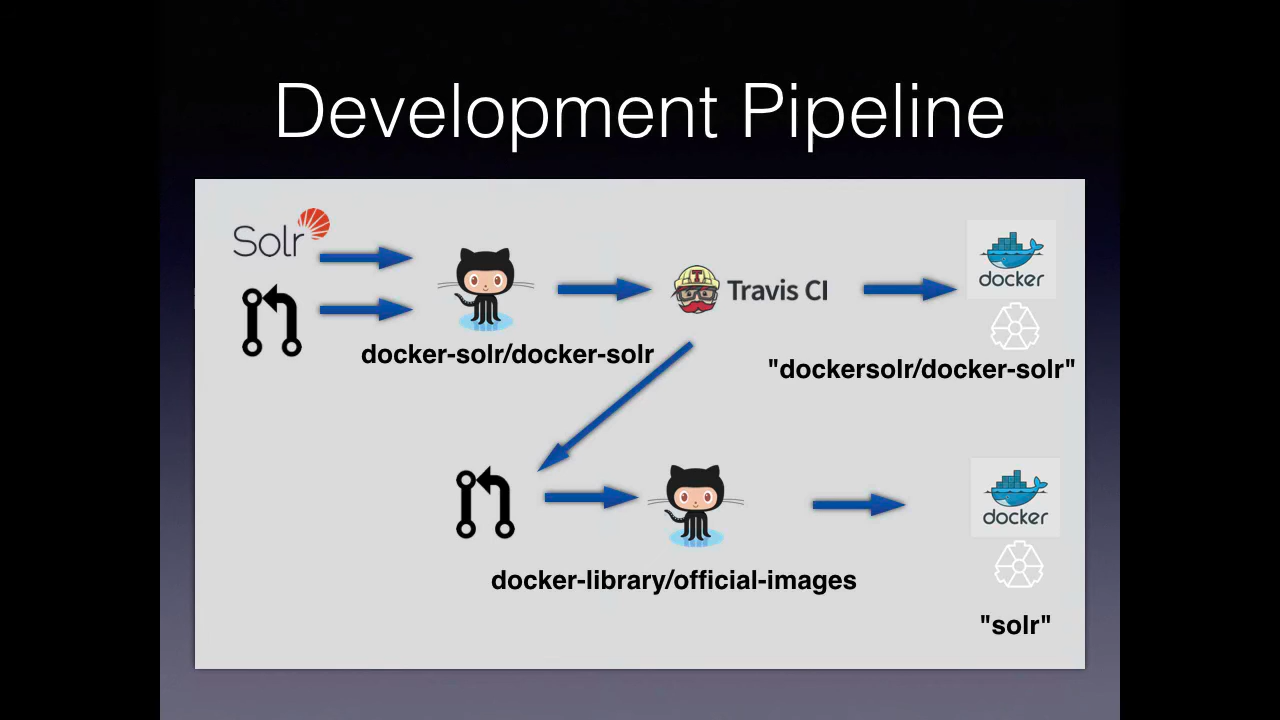 Development Pipeline
Solr
Travis CI
docker
docker-solr/docker-solr
"dockersolr/docker-solr"
docker
docker-library/official-images
"solr"